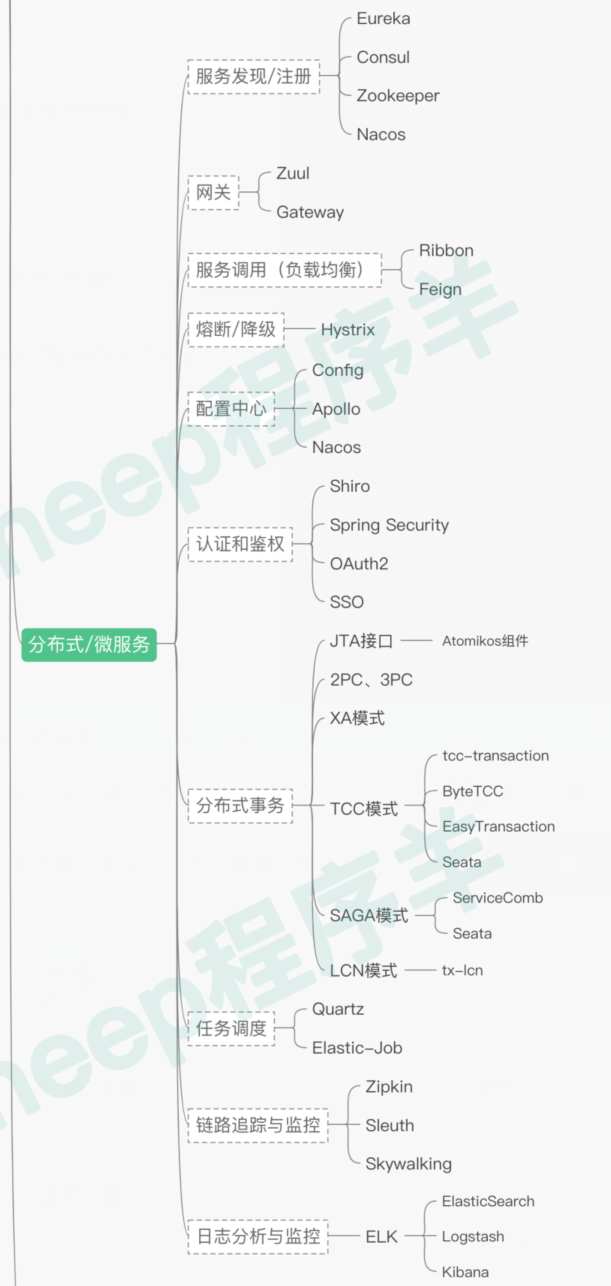 分布式/微服务
服务发现/注册
Eureka
Consul
Zookeeper
Nacos
网关
Zuul
Gateway
服务调用（负载均衡）
Ribbon
Feign
熔断/降级
Hystrix
配置中心
Config
Apollo
Nacos
认证和鉴权
Shiro
Spring Security
OAuth2
SSO
分布式事务
JTA接口
Atomikos组件
2PC、3PC
XA模式
TCC模式
tcc-transaction
ByteTCC
EasyTransaction
Seata
SAGA模式
ServiceComb
Seata
LCN模式
tx-lcn
任务调度
Quartz
Elastic-Job
链路追踪与监控
Zipkin
Sleuth
Skywalking
日志分析与监控
ELK
ElasticSearch
Logstash
Kibana
neep程序羊
neep程序羊